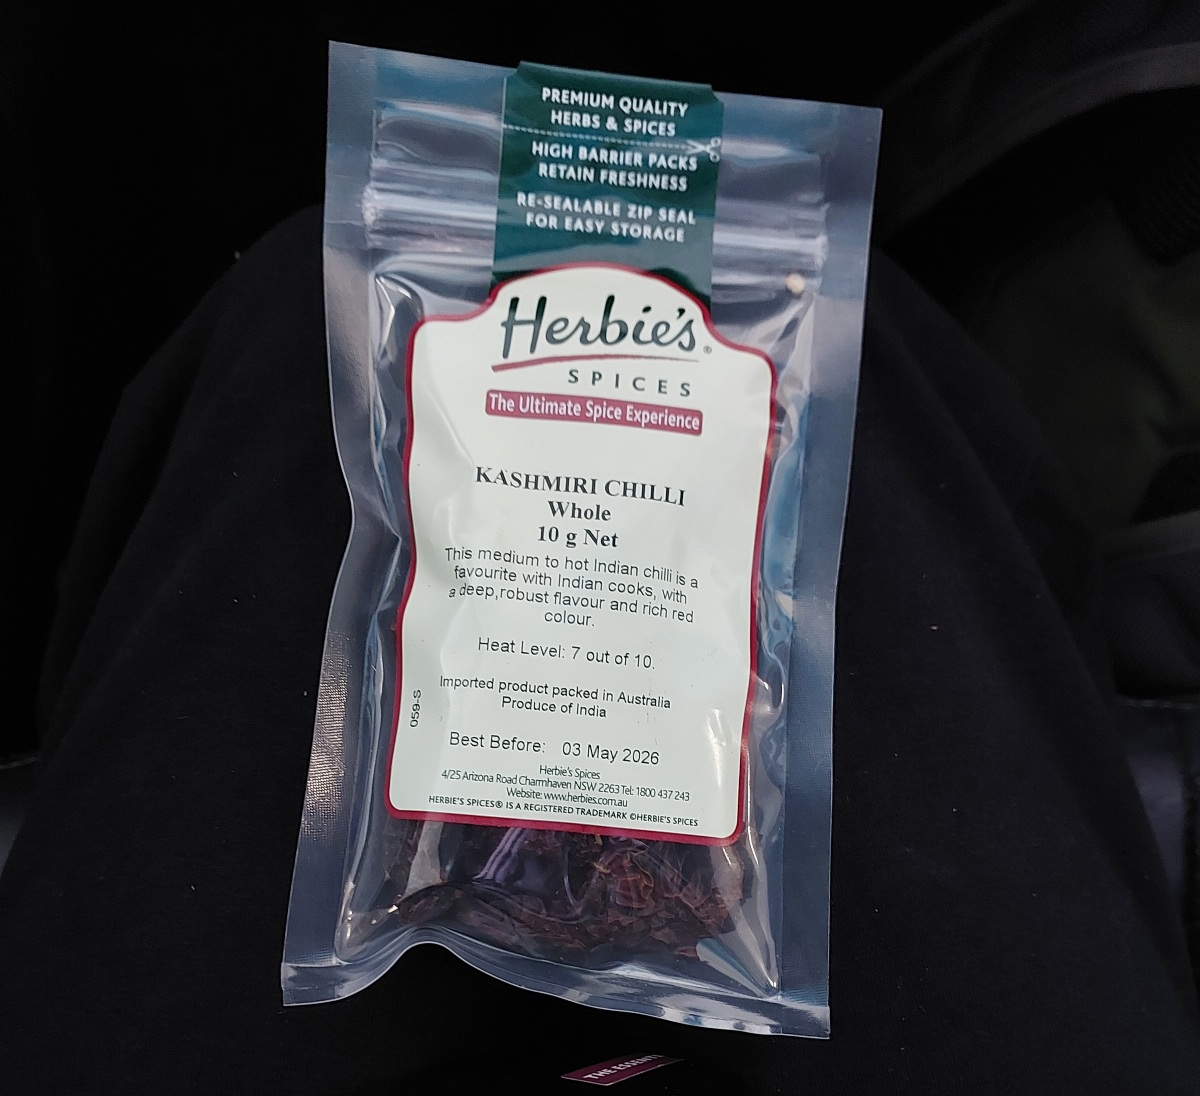 PREMIUM QUALITY
HERBS & SPICES
HIGH BARRIER PACKS
RETAIN FRESHNESS
RE-SEALABLE ZIP SEAL
FOR EASY STORAGE
Herbie's®
SPICES
The Ultimate Spice Experience
KASHMIRI CHILLI
Whole
10 g Net
This medium to hot Indian chilli is a
favourite with Indian cooks, with
a deep,robust flavour and rich red
colour.
Heat Level: 7 out of 10.
Imported product packed in Australia
Produce of India
059-S
Best Before: 03 May 2026
Herbie's Spices
4/25 Arizona Road Charmhaven NSW 2263 Tel: 1800 437 243
Website: www.herbies.com.au
HERBIE'S SPICES® IS A REGISTERED TRADEMARK ©HERBIE'S SPICES
THE